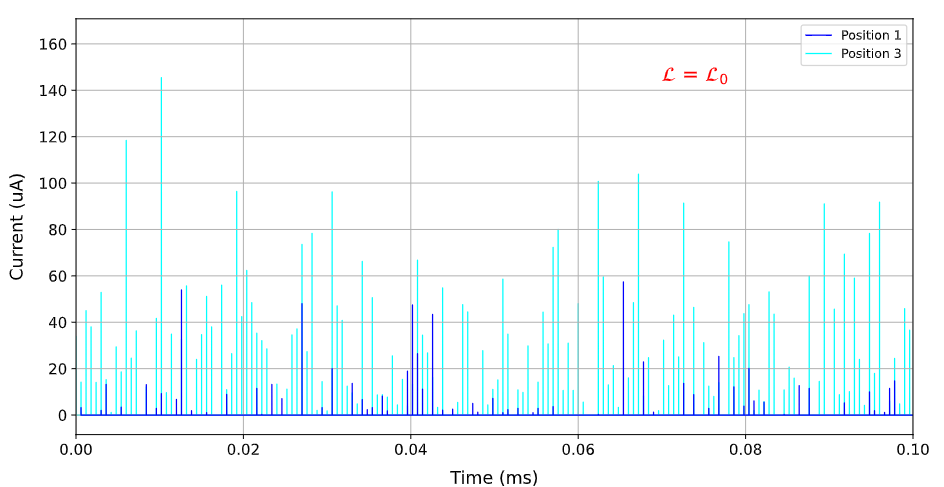 160
140
120
100
80
60
40
20
0
Current (uA)
Position 1
Position 3
ℒ = ℒ₀
0.00 0.02 0.04 0.06 0.08 0.10
Time (ms)